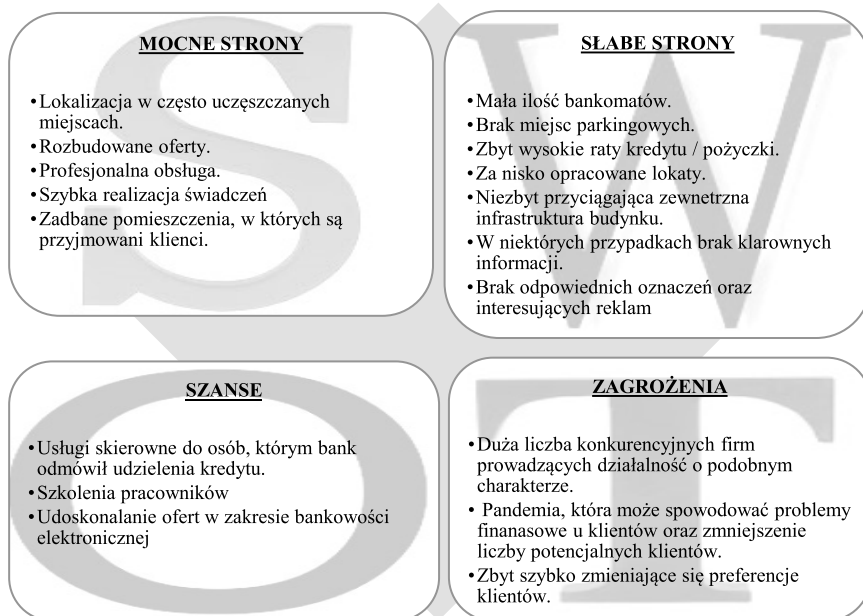 MOCNE STRONY
•Lokalizacja w często uczęszczanych
miejscach.
•Rozbudowane oferty.
•Profesjonalna obsługa.
•Szybka realizacja świadczeń
•Zadbane pomieszczenia, w których są
przyjmowani klienci.
SŁABE STRONY
•Mała ilość bankomatów.
•Brak miejsc parkingowych.
•Zbyt wysokie raty kredytu / pożyczki.
•Za nisko opracowane lokaty.
•Niezbyt przyciągająca zewnetrzna
infrastruktura budynku.
•W niektórych przypadkach brak klarownych
informacji.
•Brak odpowiednich oznaczeń oraz
interesujących reklam
SZANSE
•Usługi skierowne do osób, którym bank
odmówił udzielenia kredytu.
•Szkolenia pracowników
•Udoskonalanie ofert w zakresie bankowości
elektronicznej
ZAGROŻENIA
•Duża liczba konkurencyjnych firm
prowadzących działalność o podobnym
charakterze.
• Pandemia, która może spowodować problemy
finanasowe u klientów oraz zmniejszenie
liczby potencjalnych klientów.
•Zbyt szybko zmieniające się preferencje
klientów.
S
W
O
T